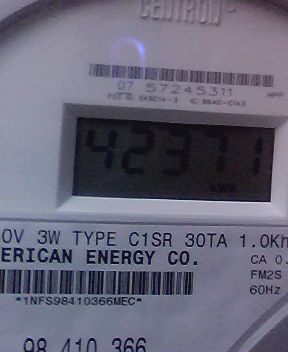 CENTRON®
07 57245311
42371
kWh
0V 3W TYPE C1SR 30TA 1.0Kh
ERICAN ENERGY CO.
CA 0.
FM2S
60Hz
*1NFS98410366MEC*
98 410 366